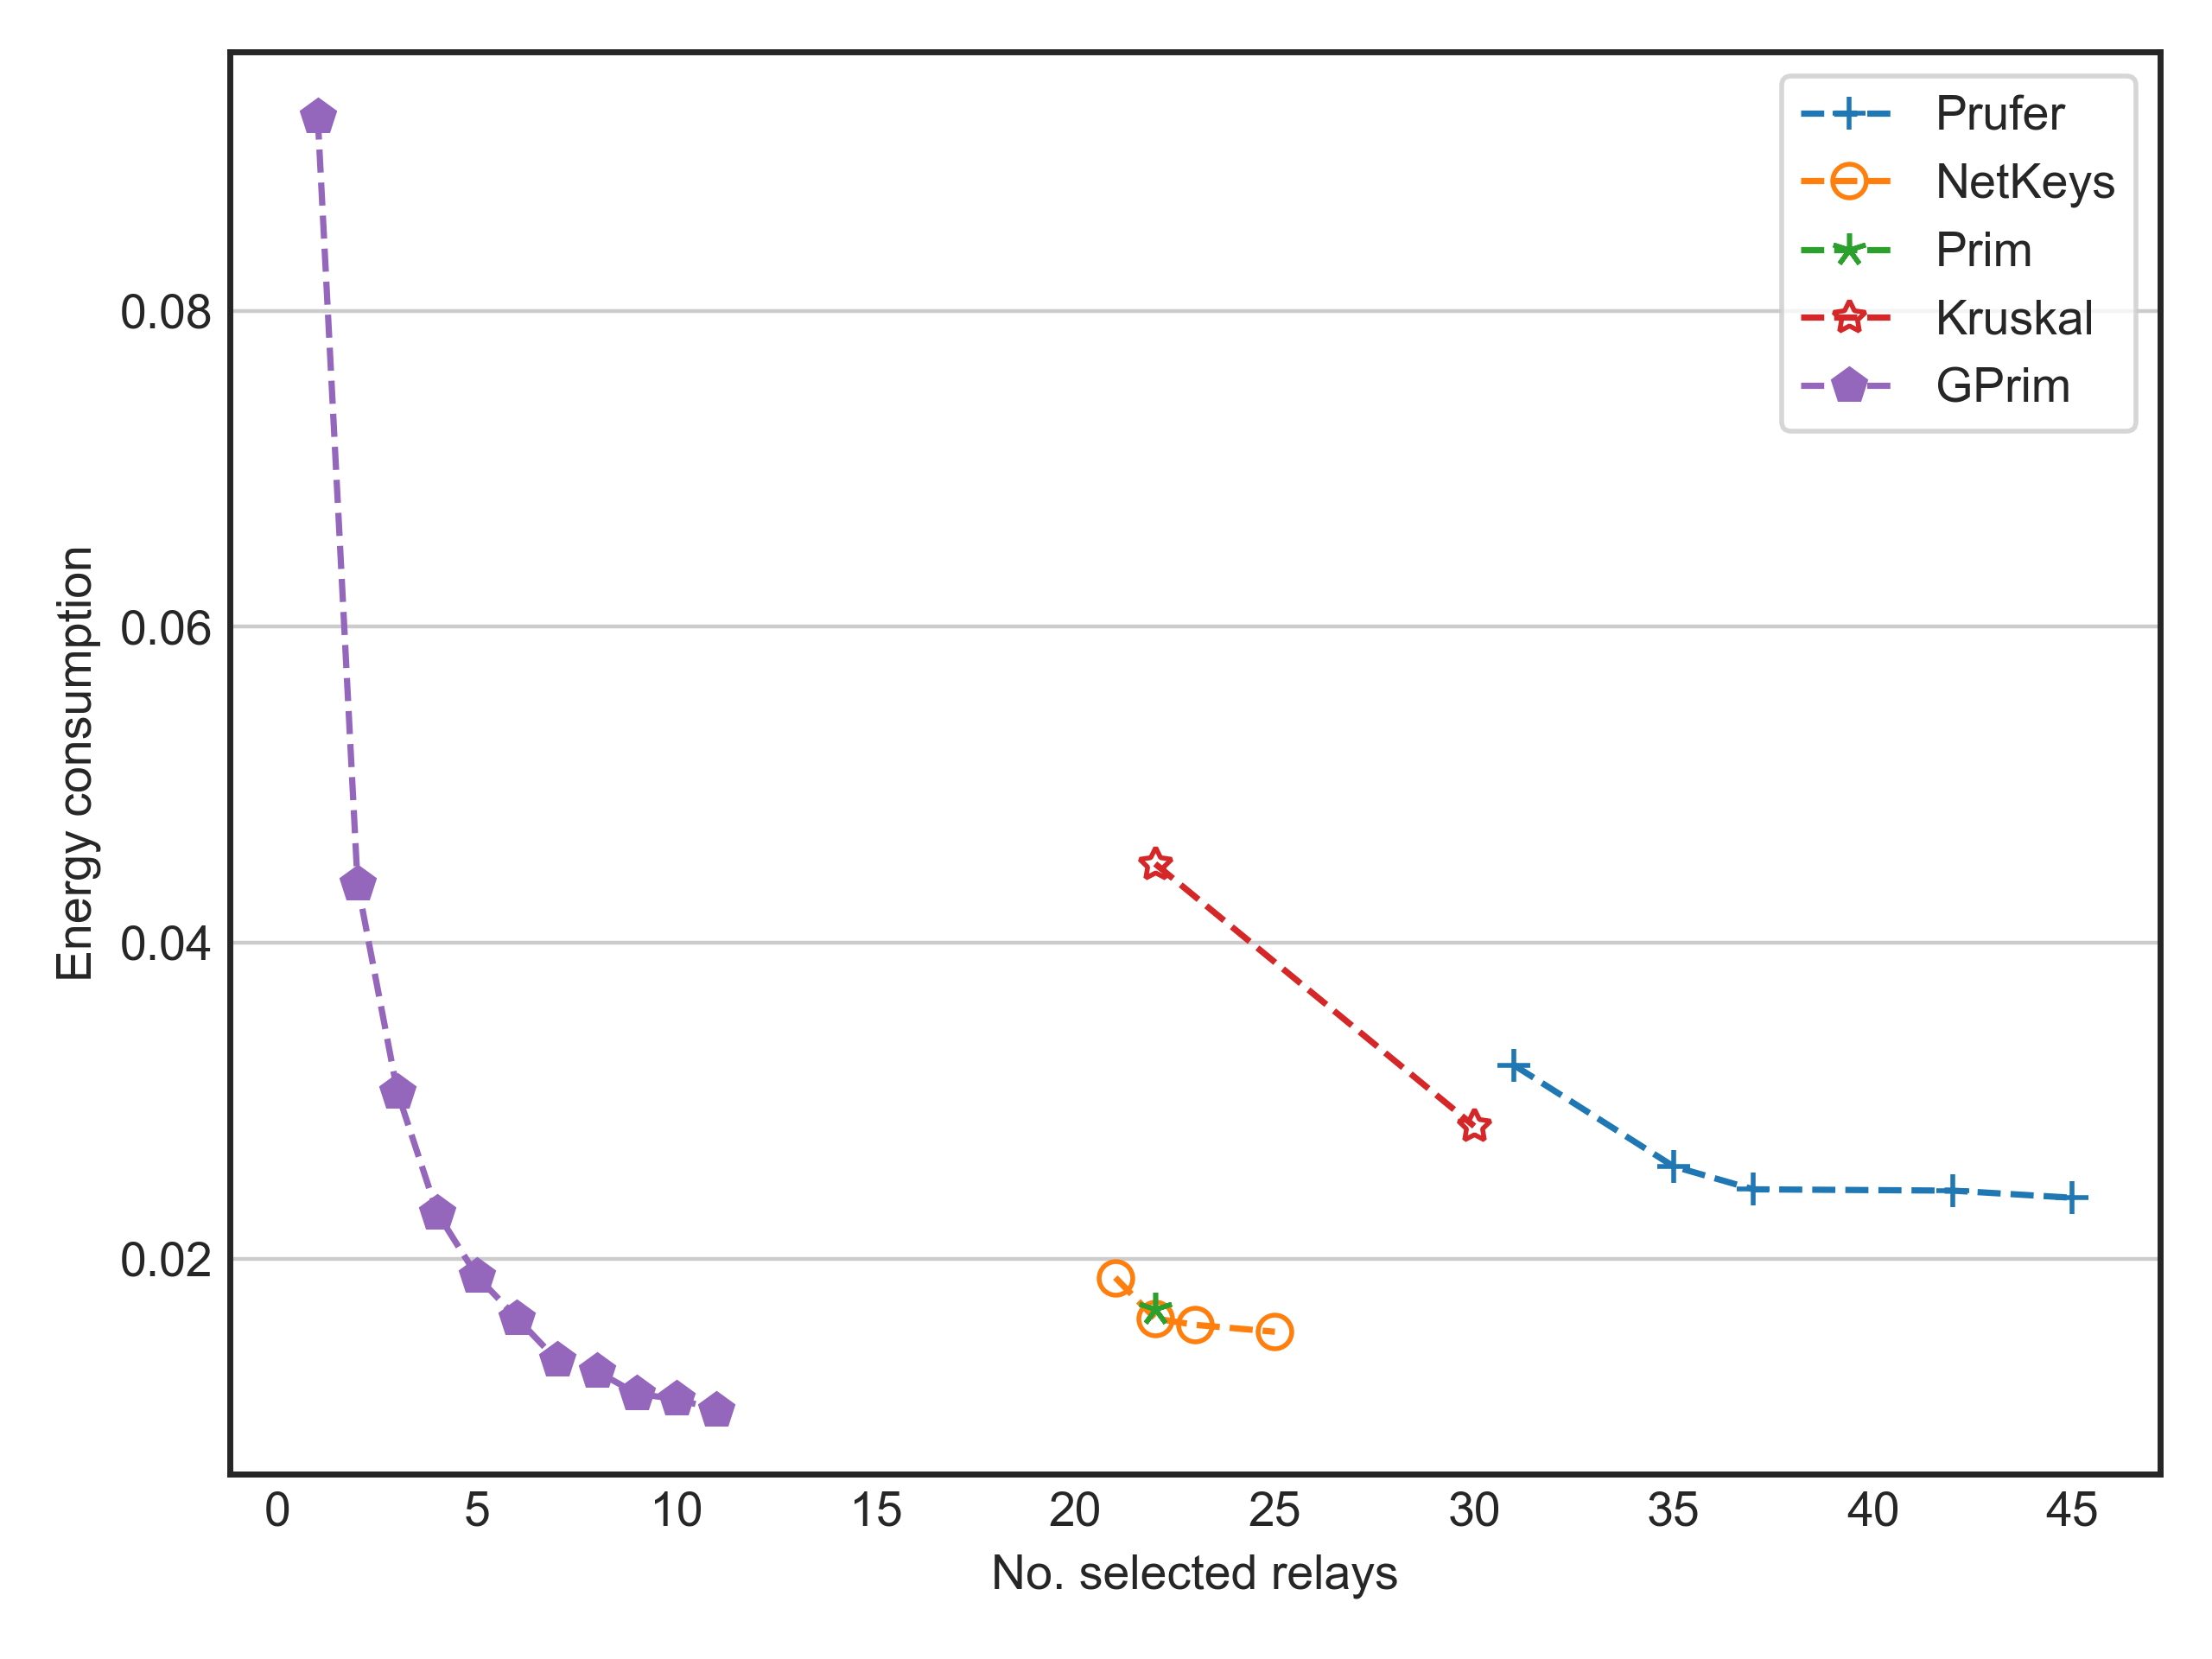 Prufer
NetKeys
Prim
Kruskal
GPrim
Energy consumption
0.08
0.06
0.04
0.02
0 5 10 15 20 25 30 35 40 45
No. selected relays